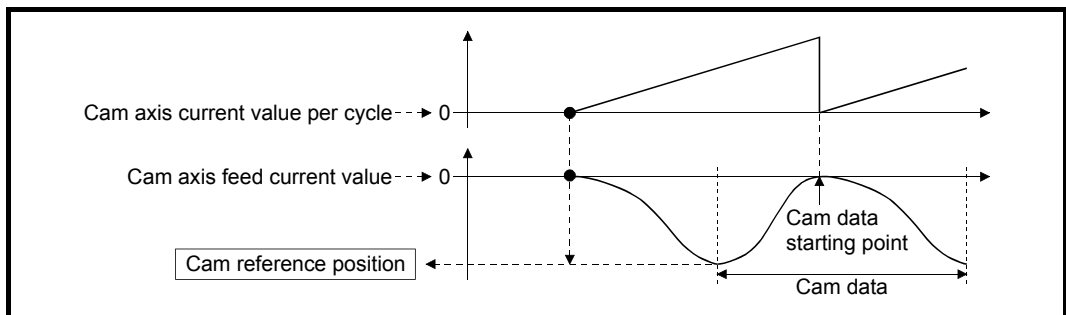 Cam axis current value per cycle
0
Cam axis feed current value
0
Cam data
starting point
Cam reference position
Cam data